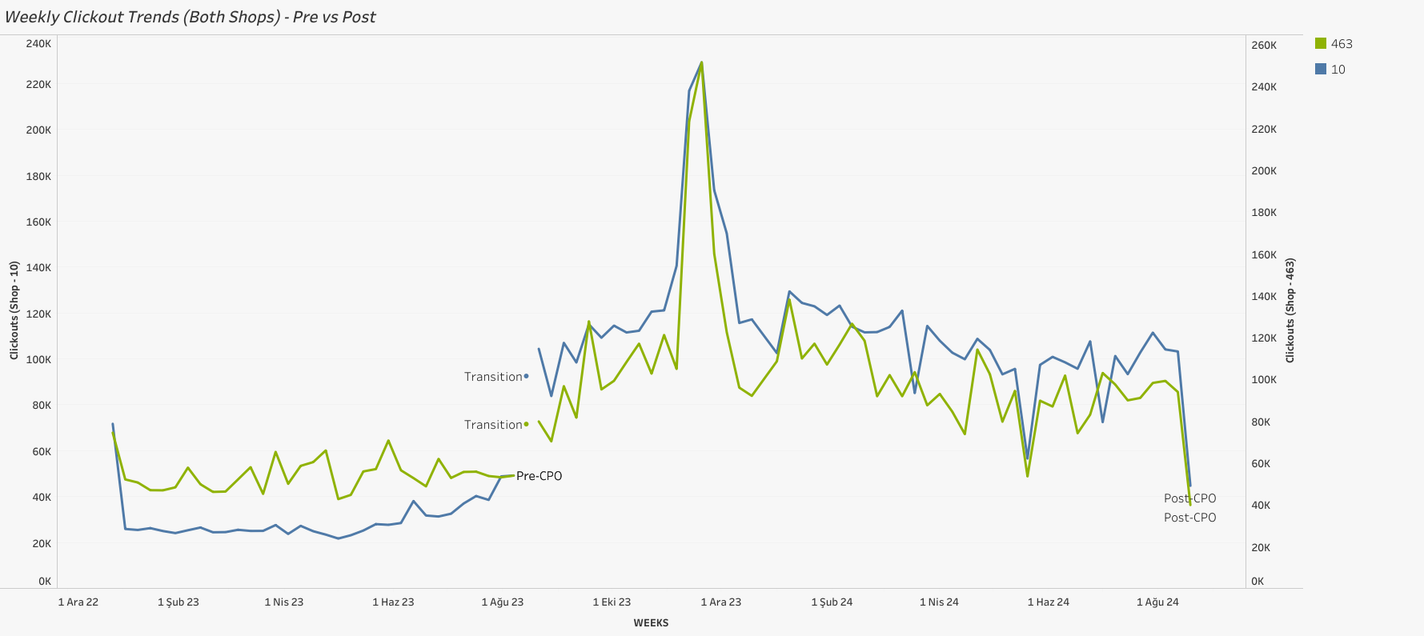 Weekly Clickout Trends (Both Shops) - Pre vs Post
463
10
240K
220K
200K
180K
160K
140K
120K
100K
80K
60K
40K
20K
0K
Clickouts (Shop - 10)
260K
240K
220K
200K
180K
160K
140K
120K
100K
80K
60K
40K
20K
0K
Clickouts (Shop - 463)
Transition
Transition
Pre-CPO
Post-CPO
Post-CPO
1 Ara 22
1 Şub 23
1 Nis 23
1 Haz 23
1 Ağu 23
1 Eki 23
1 Ara 23
1 Şub 24
1 Nis 24
1 Haz 24
1 Ağu 24
WEEKS